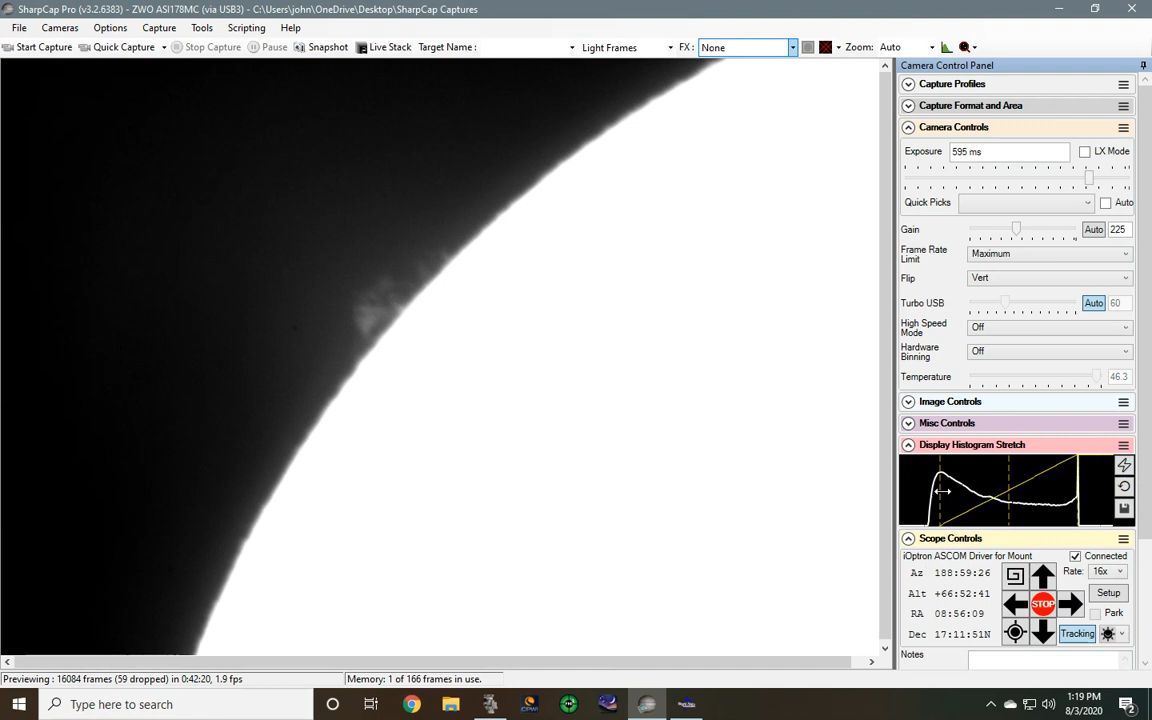 SharpCap Pro (v3.2.6383) - ZWO ASI178MC (via USB3) - C:\Users\john\OneDrive\Desktop\SharpCap Captures
File Cameras Options Capture Tools Scripting Help
Start Capture Quick Capture Stop Capture Pause Snapshot Live Stack Target Name : Light Frames FX : None Zoom: Auto
Camera Control Panel
Capture Profiles
Capture Format and Area
Camera Controls
Exposure 595 ms LX Mode
Quick Picks Auto
Gain Auto 225
Frame Rate Limit Maximum
Flip Vert
Turbo USB Auto 60
High Speed Mode Off
Hardware Binning Off
Temperature 46.3
Image Controls
Misc Controls
Display Histogram Stretch
Scope Controls
iOptron ASCOM Driver for Mount Connected
Az 188:59:26 Rate: 16x
Alt +66:52:41 STOP Setup
RA 08:56:09 Park
Dec 17:11:51N Tracking
Notes
Previewing : 16084 frames (59 dropped) in 0:42:20, 1.9 fps Memory: 1 of 166 frames in use.
Type here to search
CPWI
1:19 PM
8/3/2020
2